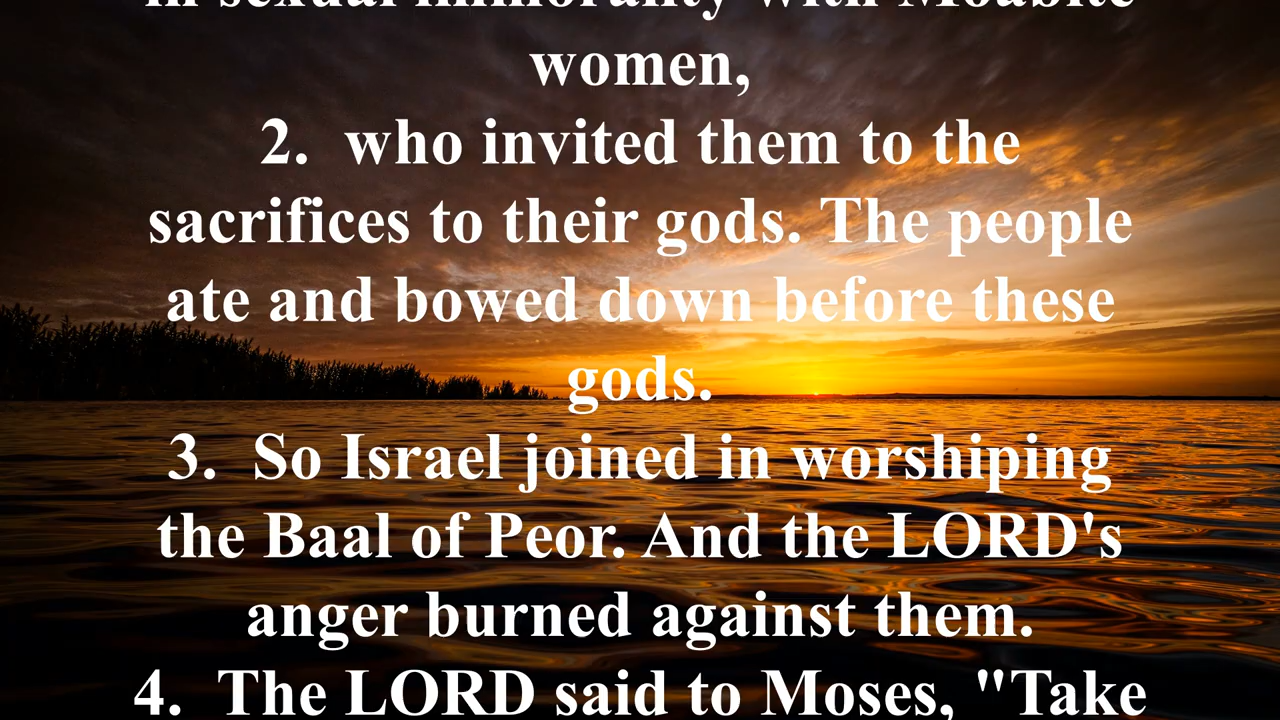 in sexual immorality with Moabite
women,
2. who invited them to the
sacrifices to their gods. The people
ate and bowed down before these
gods.
3. So Israel joined in worshiping
the Baal of Peor. And the LORD's
anger burned against them.
4. The LORD said to Moses, "Take